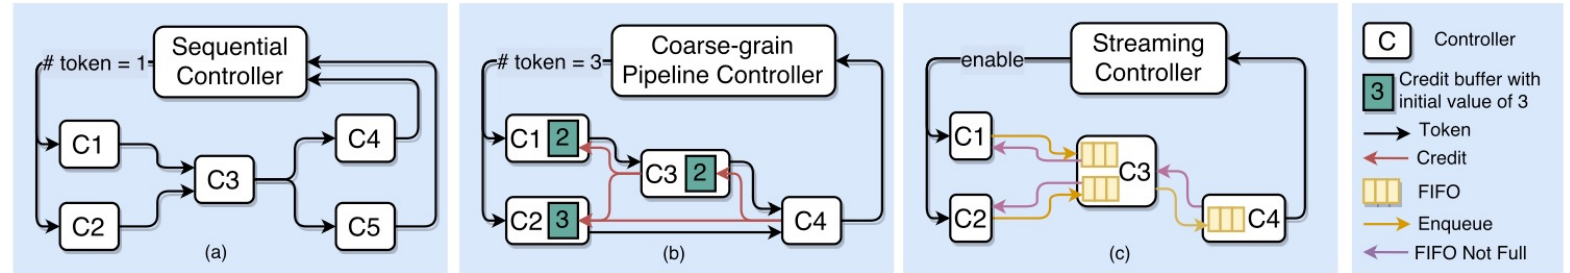 Sequential
Controller
# token = 1
C1
C2
C3
C4
C5
(a)
Coarse-grain
Pipeline Controller
# token = 3
C1 2
C3 2
C2 3
C4
(b)
Streaming
Controller
enable
C1
C2
C3
C4
(c)
C Controller
3 Credit buffer with
initial value of 3
Token
Credit
FIFO
Enqueue
FIFO Not Full